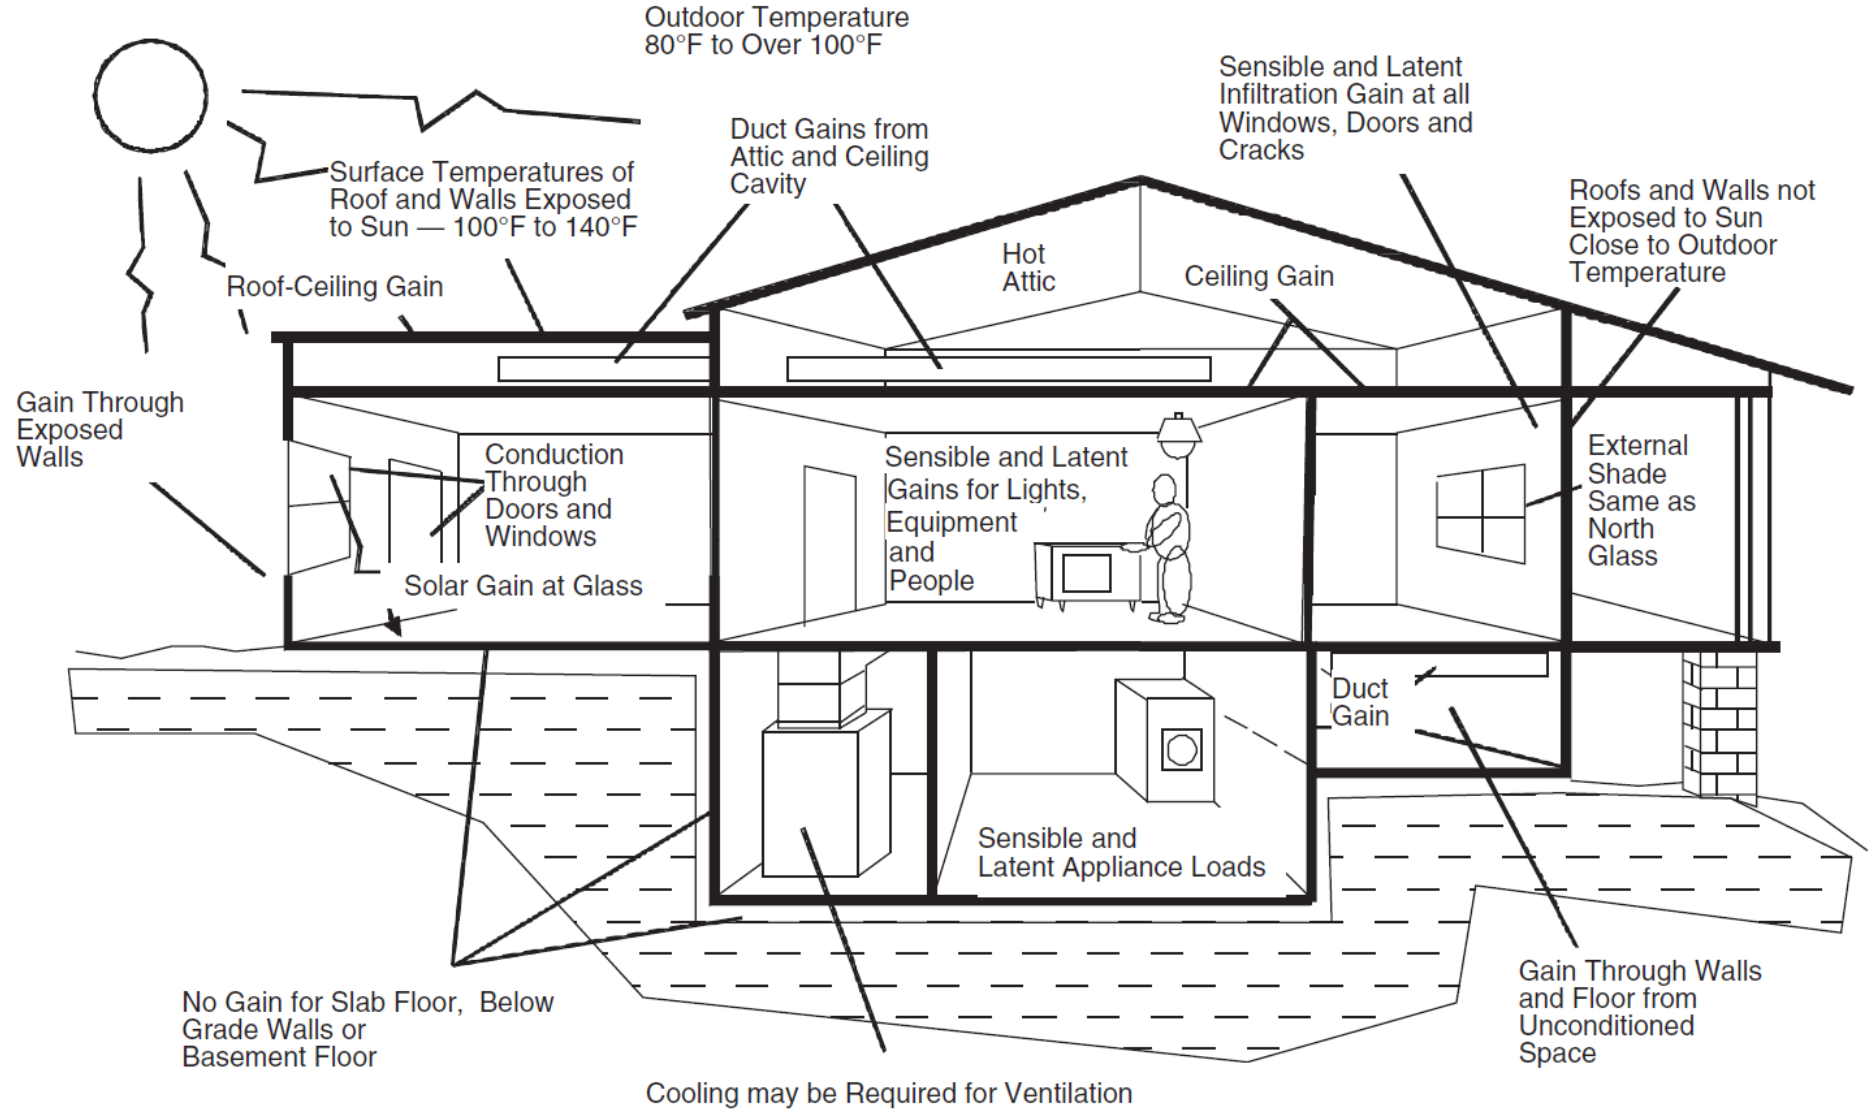 Outdoor Temperature
80°F to Over 100°F
Sensible and Latent
Infiltration Gain at all
Windows, Doors and
Cracks
Duct Gains from
Attic and Ceiling
Cavity
Surface Temperatures of
Roof and Walls Exposed
to Sun — 100°F to 140°F
Roofs and Walls not
Exposed to Sun
Close to Outdoor
Temperature
Hot
Attic
Ceiling Gain
Roof-Ceiling Gain
Gain Through
Exposed
Walls
Conduction
Through
Doors and
Windows
Solar Gain at Glass
Sensible and Latent
Gains for Lights,
Equipment
and
People
External
Shade
Same as
North
Glass
Duct
Gain
Sensible and
Latent Appliance Loads
No Gain for Slab Floor, Below
Grade Walls or
Basement Floor
Gain Through Walls
and Floor from
Unconditioned
Space
Cooling may be Required for Ventilation